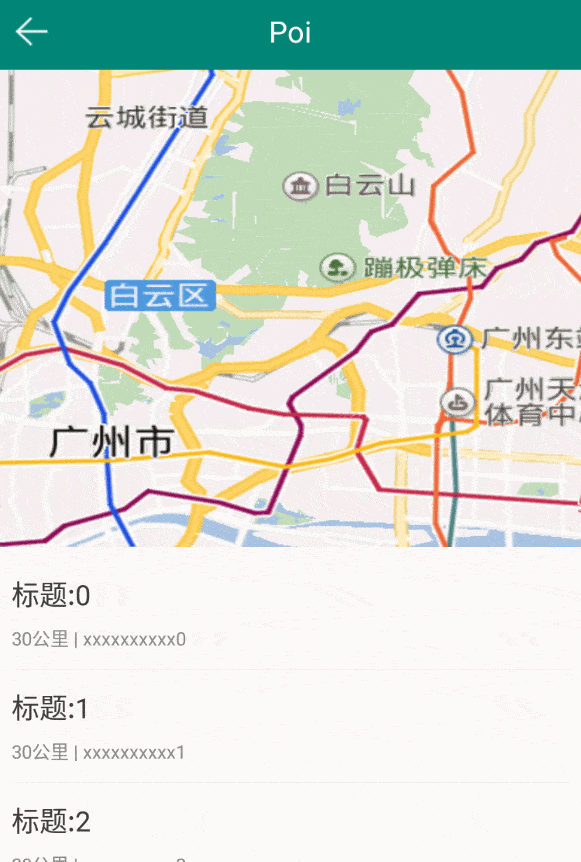 Poi
云城街道
白云山
蹦极弹床
白云区
广州东
广州天
体育中
广州市
标题:0
30公里 | xxxxxxxxxx0
标题:1
30公里 | xxxxxxxxxx1
标题:2